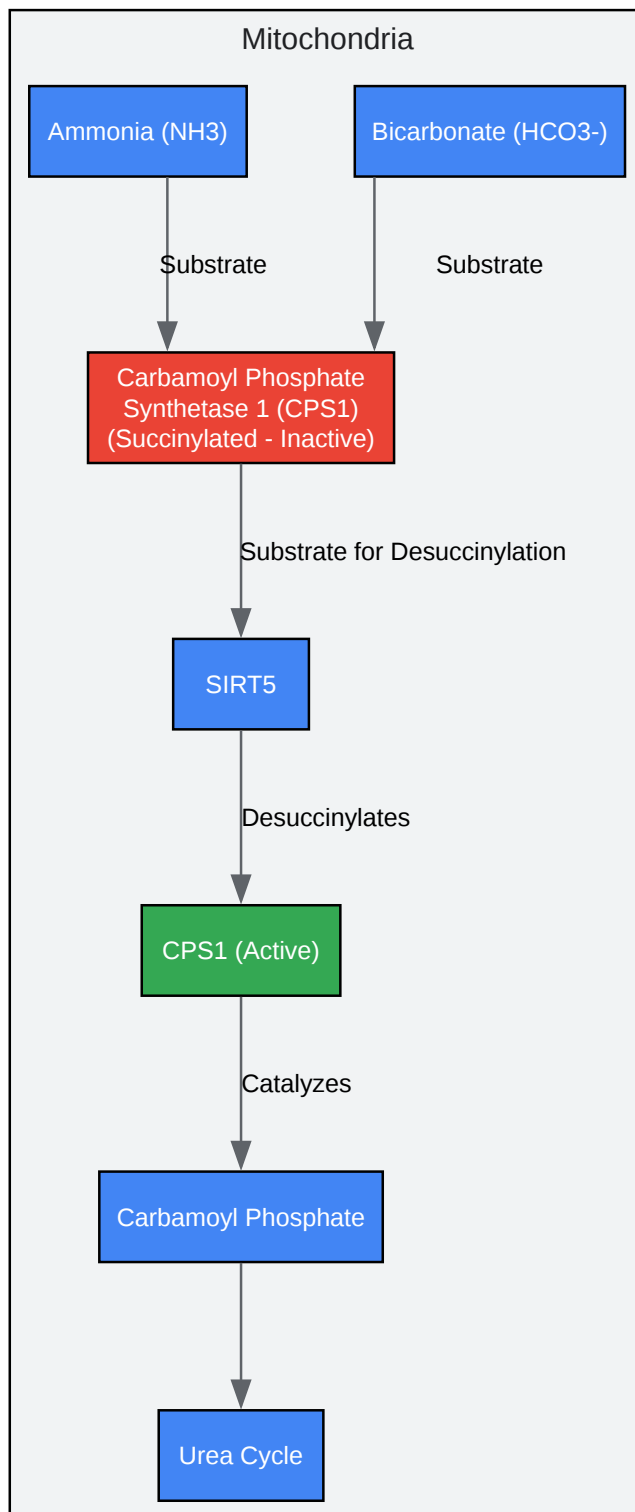 Mitochondria
Ammonia (NH3)
Bicarbonate (HCO3-)
Substrate
Substrate
Carbamoyl Phosphate
Synthetase 1 (CPS1)
(Succinylated - Inactive)
Substrate for Desuccinylation
SIRT5
Desuccinylates
CPS1 (Active)
Catalyzes
Carbamoyl Phosphate
Urea Cycle